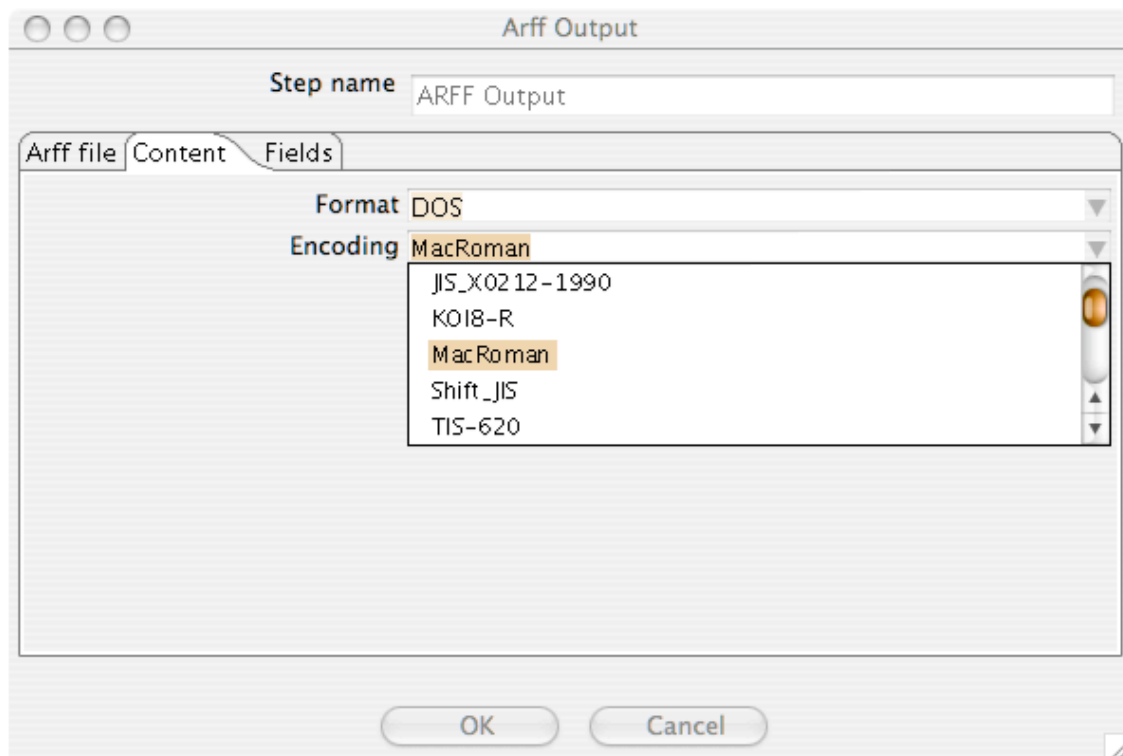 Arff Output
Step name ARFF Output
Arff file Content Fields
Format DOS
Encoding MacRoman
JIS_X0212-1990
KOI8-R
MacRoman
Shift_JIS
TIS-620
OK Cancel